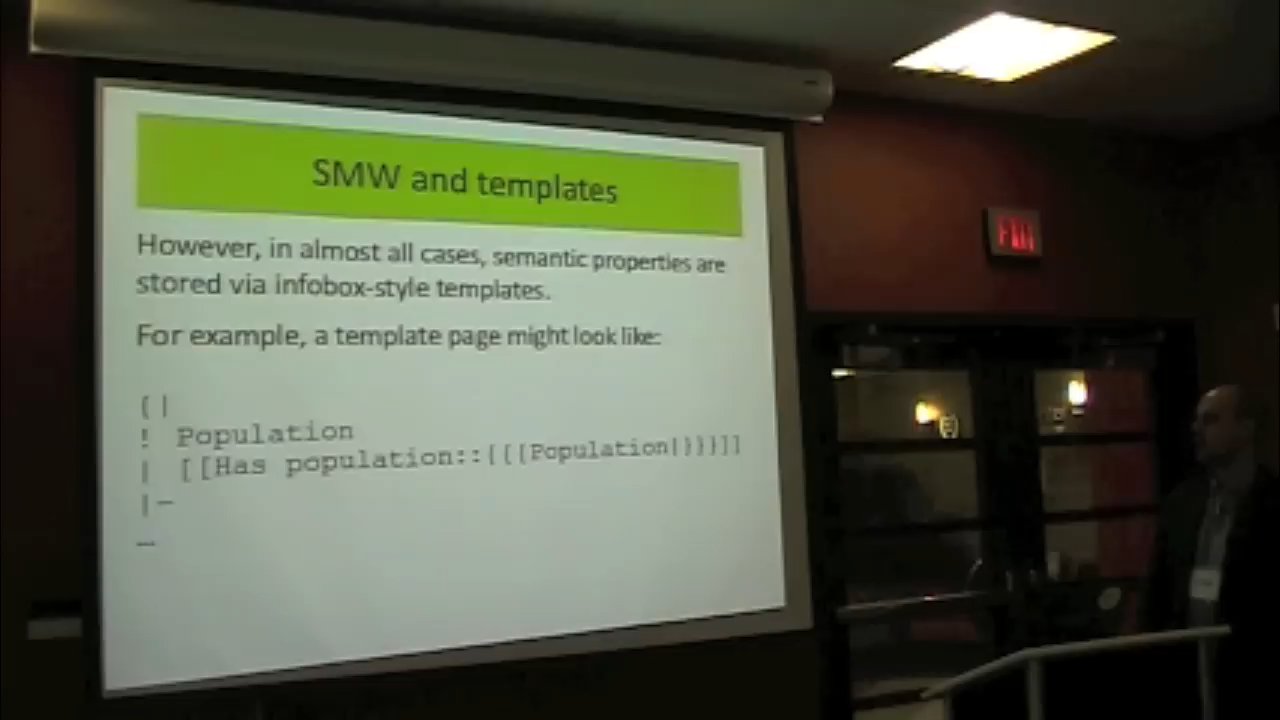 SMW and templates
However, in almost all cases, semantic properties are
stored via infobox-style templates.
For example, a template page might look like:
{|
! Population
| [[Has population::{{{Population|}}}]]
|-
…
EXIT